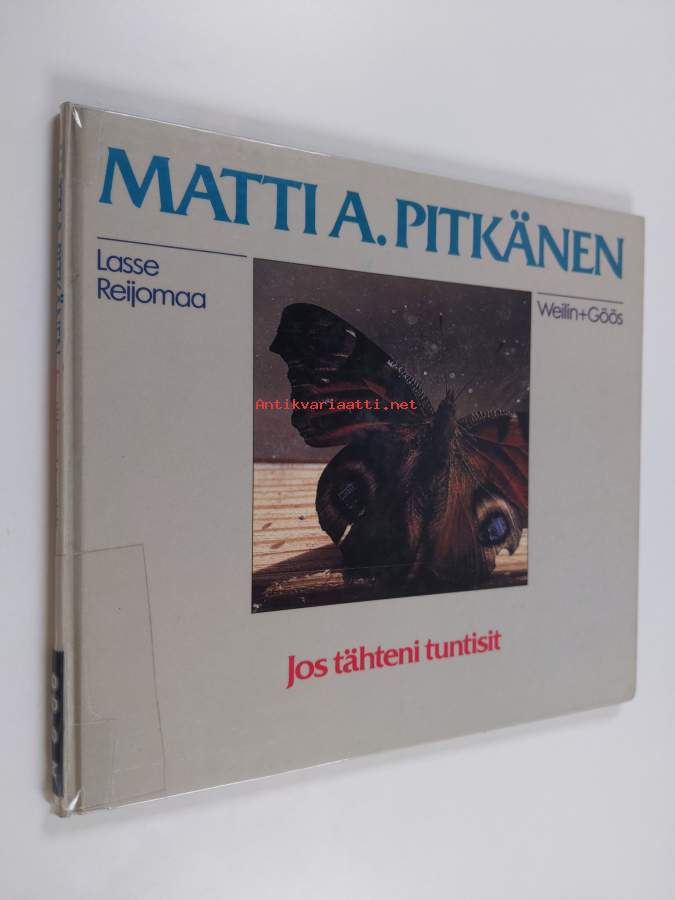 MATTI A. PITKÄNEN
Lasse
Reijomaa
Weilin+Göös
Antikvariaatti.net
Jos tähteni tuntisit